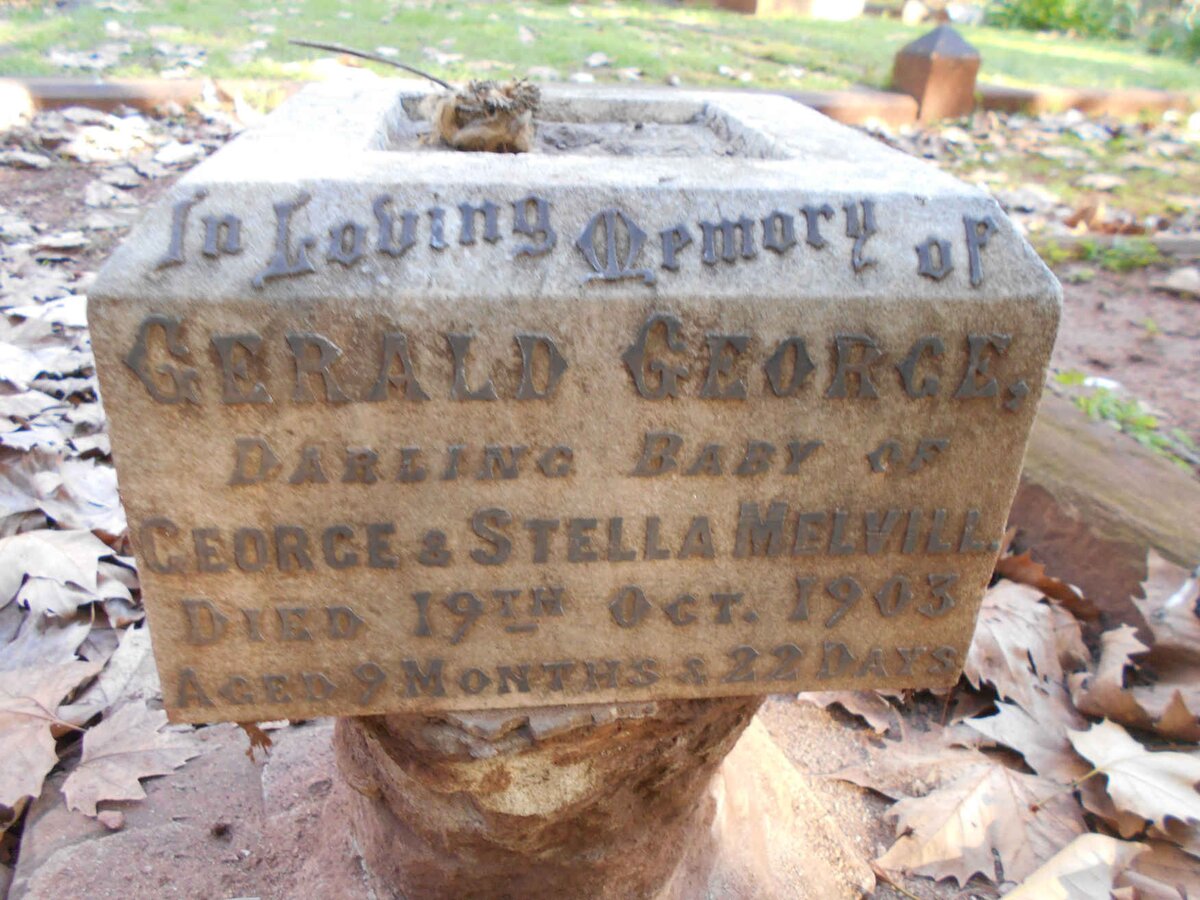 In Loving Memory of
GERALD GEORGE,
DARLING BABY OF
GEORGE & STELLA MELVILL.
DIED 19TH OCT. 1903
AGED 9 MONTHS & 22 DAYS